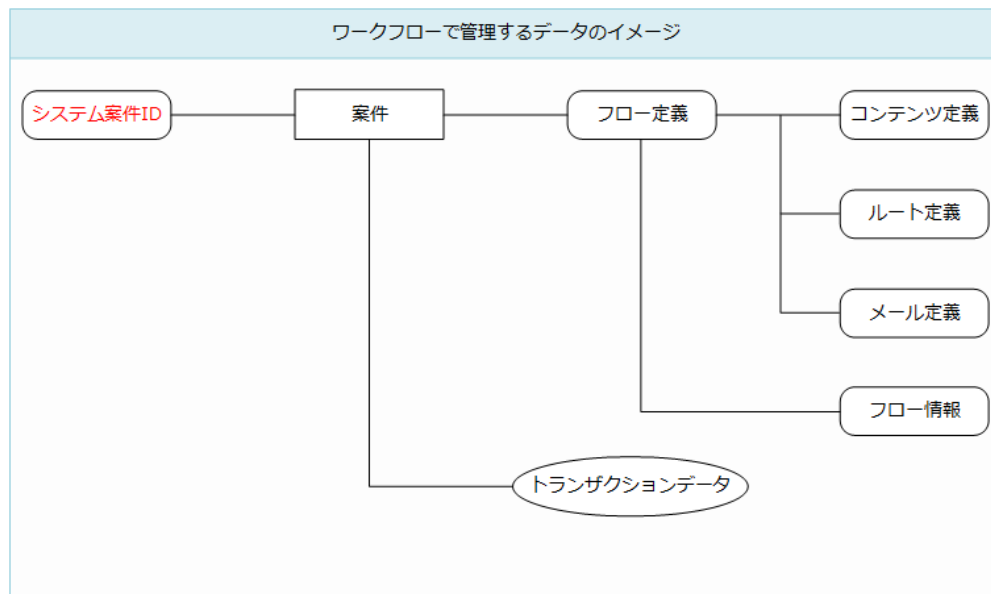 ワークフローで管理するデータのイメージ
システム案件ID
案件
フロー定義
コンテンツ定義
ルート定義
メール定義
フロー情報
トランザクションデータ